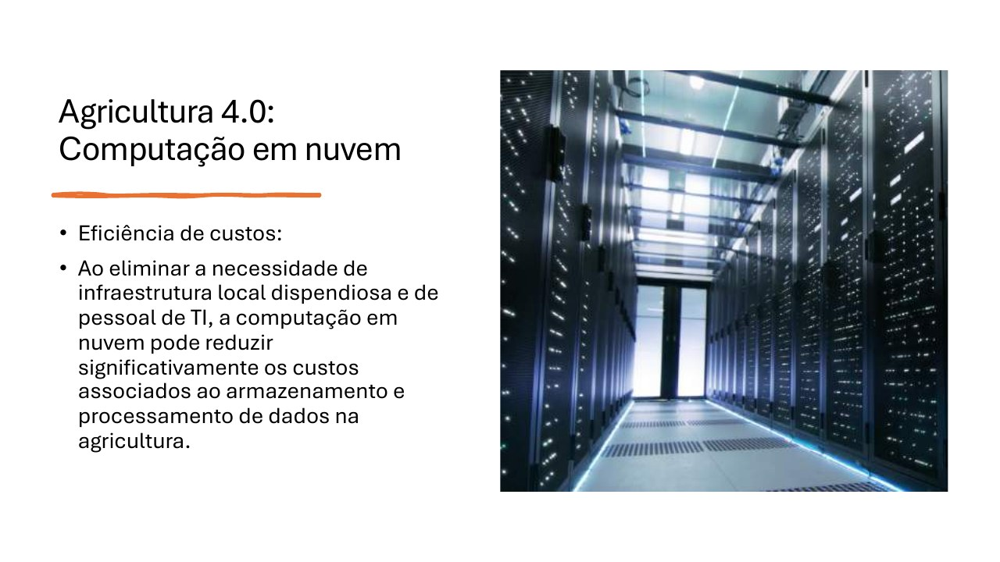 Agricultura 4.0:
Computação em nuvem
• Eficiência de custos:
• Ao eliminar a necessidade de
infraestrutura local dispendiosa e de
pessoal de TI, a computação em
nuvem pode reduzir
significativamente os custos
associados ao armazenamento e
processamento de dados na
agricultura.